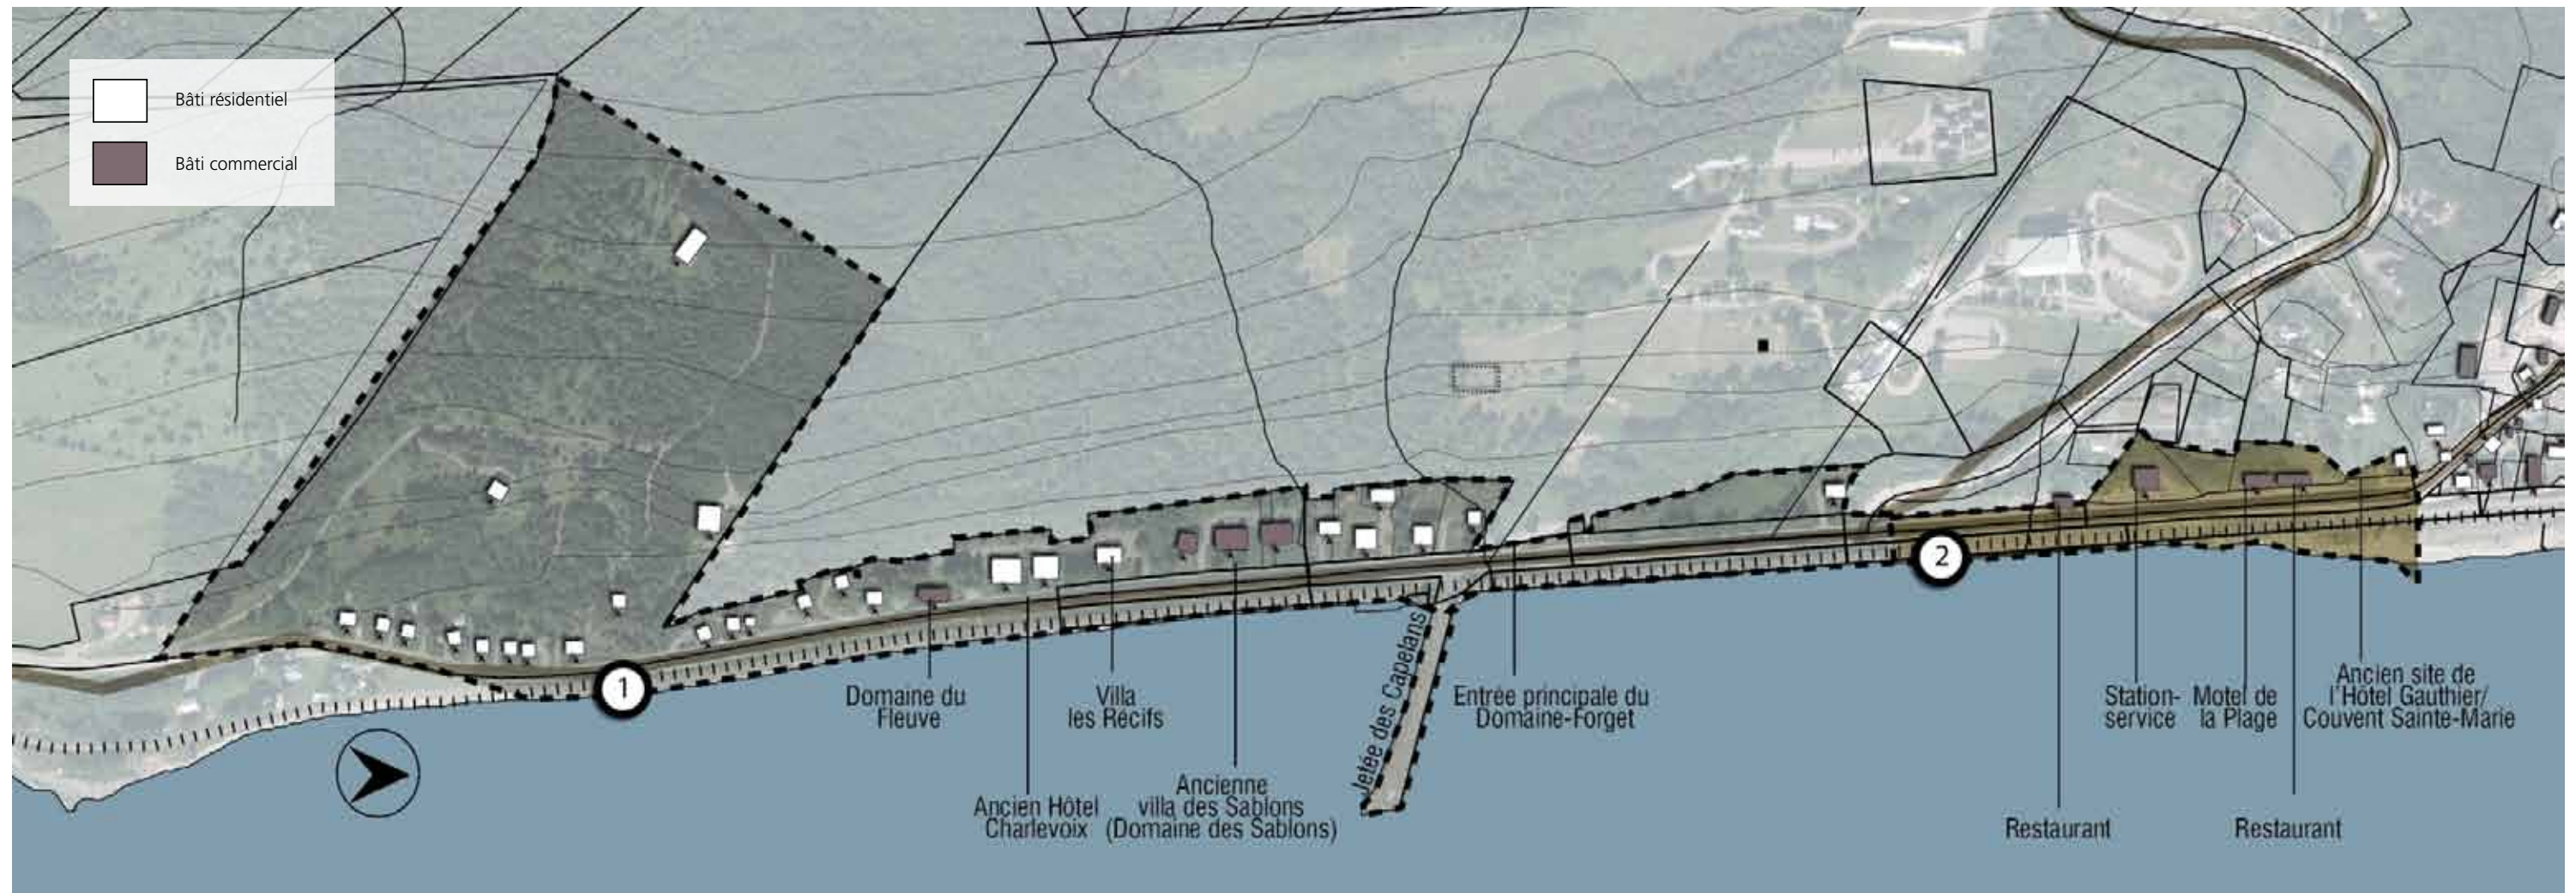 Bâti résidentiel
Bâti commercial
1
2
Domaine du
Fleuve
Villa
les Récifs
Ancien Hôtel
Charlevoix
Ancienne
villa des Sablons
(Domaine des Sablons)
Jetée des Capelans
Entrée principale du
Domaine-Forget
Restaurant
Station-
service
Motel de
la Plage
Restaurant
Ancien site de
l'Hôtel Gauthier/
Couvent Sainte-Marie